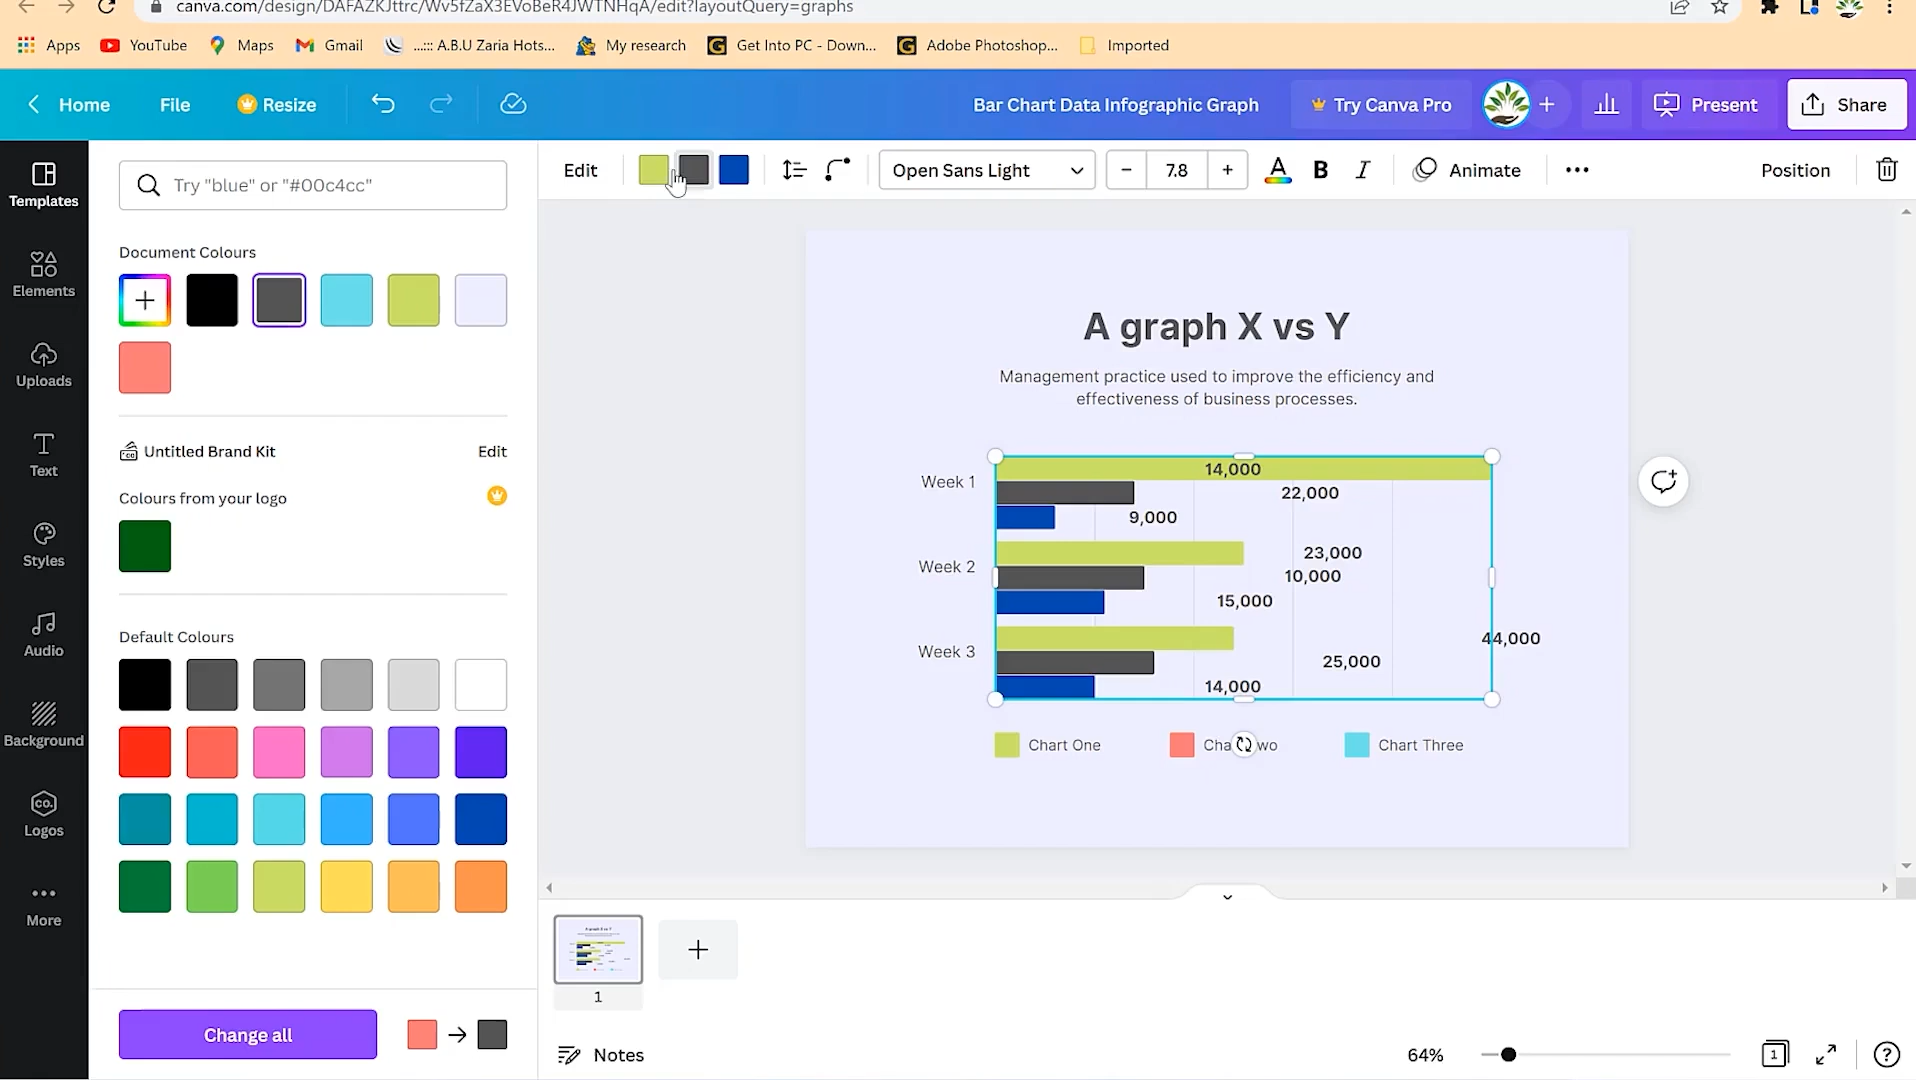 canva.com/design/DAFAZKJttrc/Wv5fZaX3EVoBeR4JWTNHqA/edit?layoutQuery=graphs
Apps YouTube Maps Gmail ...::: A.B.U Zaria Hots... My research Get Into PC - Down... Adobe Photoshop... Imported
Home File Resize Bar Chart Data Infographic Graph Try Canva Pro Present Share
Edit Open Sans Light 7.8 A B I Animate Position
Templates
Elements
Uploads
Text
Styles
Audio
Background
CO.
Logos
More
Try "blue" or "#00c4cc"
Document Colours
Untitled Brand Kit Edit
Colours from your logo
Default Colours
Change all
A graph X vs Y
Management practice used to improve the efficiency and
effectiveness of business processes.
14,000
Week 1
22,000
9,000
23,000
Week 2
10,000
15,000
44,000
Week 3
25,000
14,000
Chart One Cha wo Chart Three
A graph X vs Y
1
Notes 64% 1 ?